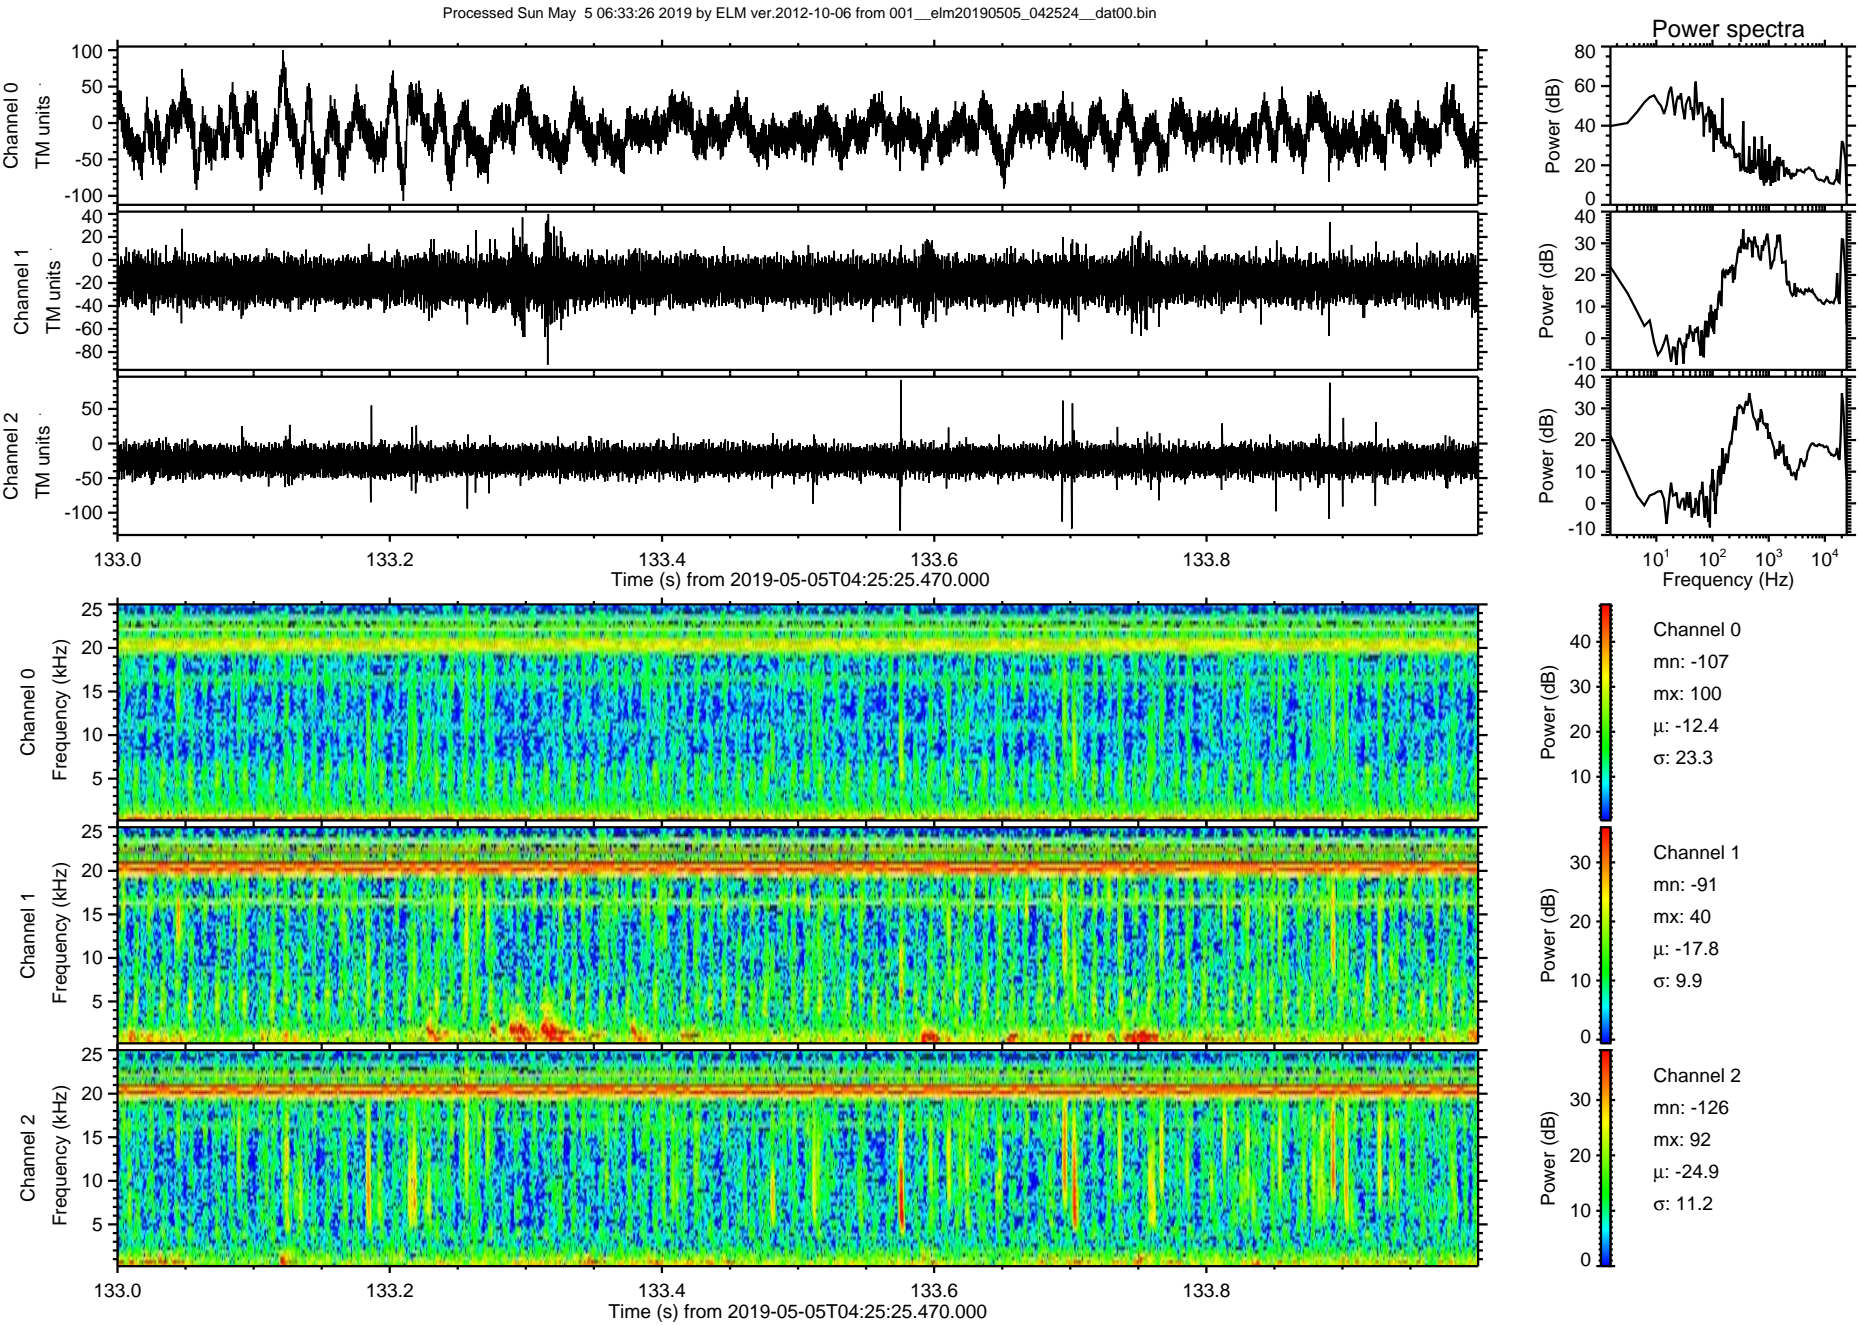 Processed Sun May  5 06:33:26 2019 by ELM ver.2012-10-06 from 001__elm20190505_042524__dat00.bin
Power spectra
Channel 0
TM units
100
50
0
-50
-100
Power (dB)
80
60
40
20
0
Channel 1
TM units
40
20
0
-20
-40
-60
-80
Power (dB)
40
30
20
10
0
-10
Channel 2
TM units
50
0
-50
-100
Power (dB)
40
30
20
10
0
-10
133.0 133.2 133.4 133.6 133.8
Time (s) from 2019-05-05T04:25:25.470.000
10¹ 10² 10³ 10⁴
Frequency (Hz)
Channel 0
Frequency (kHz)
25
20
15
10
5
Power (dB)
40
30
20
10
Channel 0
mn: -107
mx: 100
μ: -12.4
σ: 23.3
Channel 1
Frequency (kHz)
25
20
15
10
5
Power (dB)
30
20
10
0
Channel 1
mn: -91
mx: 40
μ: -17.8
σ: 9.9
Channel 2
Frequency (kHz)
25
20
15
10
5
Power (dB)
30
20
10
0
Channel 2
mn: -126
mx: 92
μ: -24.9
σ: 11.2
133.0 133.2 133.4 133.6 133.8
Time (s) from 2019-05-05T04:25:25.470.000